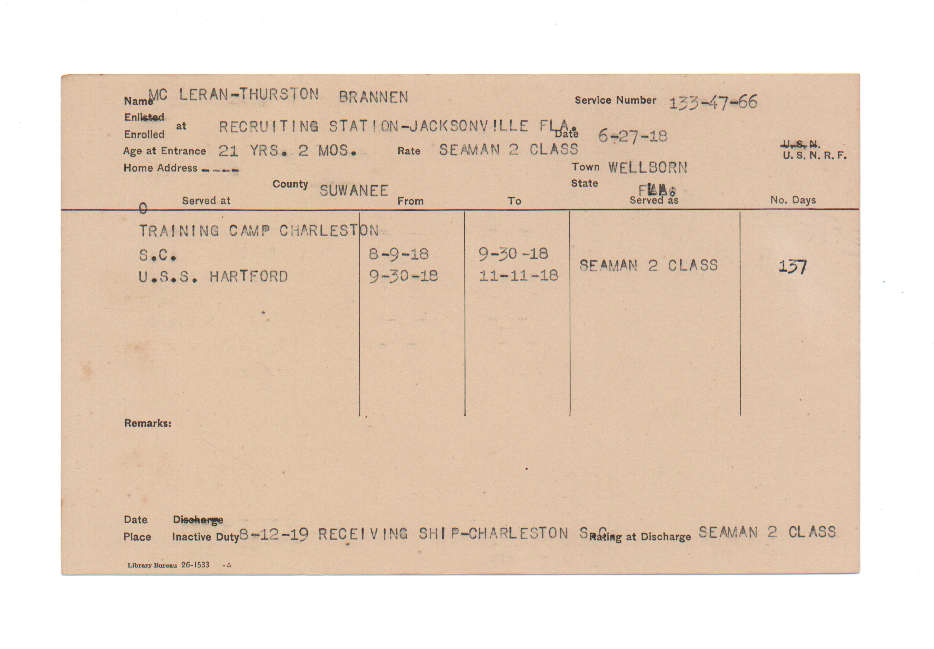 Name MC LERAN-THURSTON BRANNEN Service Number 133-47-66
Enlisted
Enrolled at RECRUITING STATION-JACKSONVILLE FLA. Date 6-27-18
Age at Entrance 21 YRS. 2 MOS. Rate SEAMAN 2 CLASS U.S.N.
U. S. N. R. F.
Home Address ---- Town WELLBORN
County SUWANEE State FLA.
0 Served at From To Served as No. Days
TRAINING CAMP CHARLESTON
S.C. 8-9-18 9-30-18
SEAMAN 2 CLASS 137
U.S.S. HARTFORD 9-30-18 11-11-18
Remarks:
Date Discharge
Place Inactive Duty 8-12-19 RECEIVING SHIP-CHARLESTON S.C. Rating at Discharge SEAMAN 2 CLASS
Library Bureau 26-1533